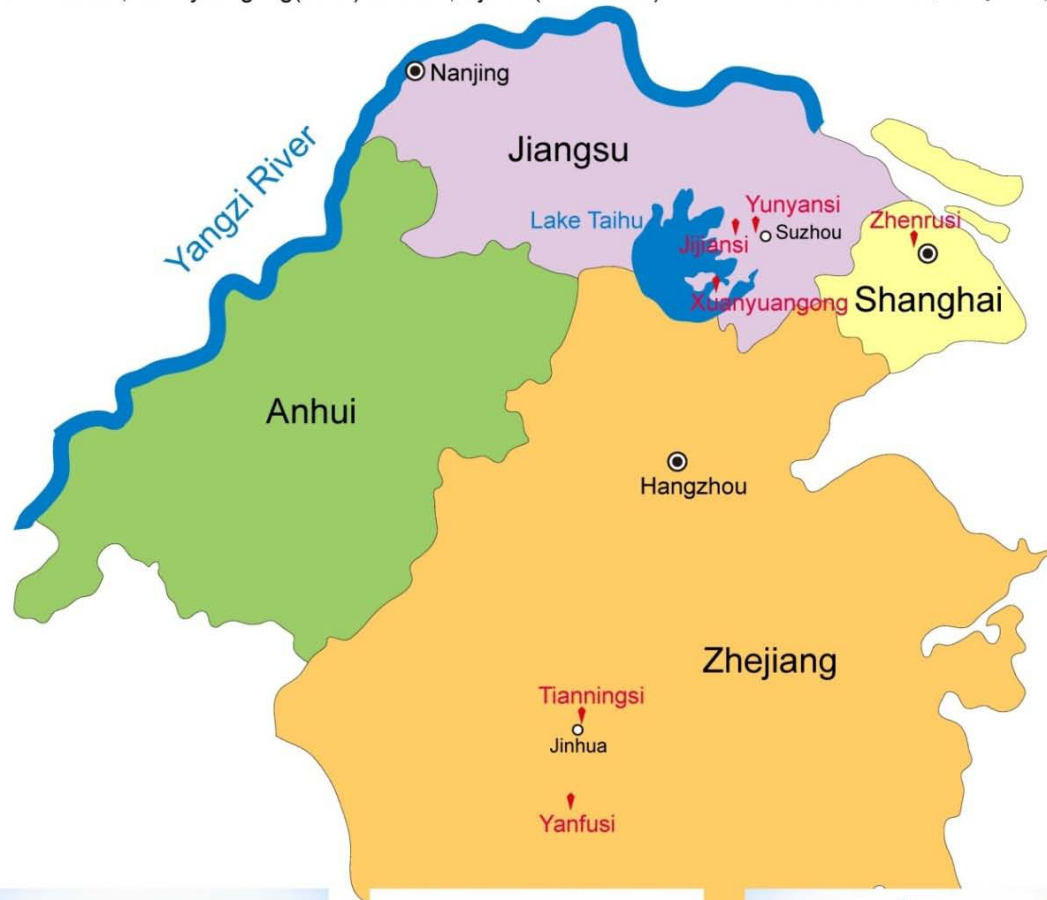 Nanjing
Jiangsu
Yangzi River
Lake Taihu
Yunyansi
Suzhou
Jijiansi
Zhenrusi
Xuanyuangong
Shanghai
Anhui
Hangzhou
Zhejiang
Tianningsi
Jinhua
Yanfusi